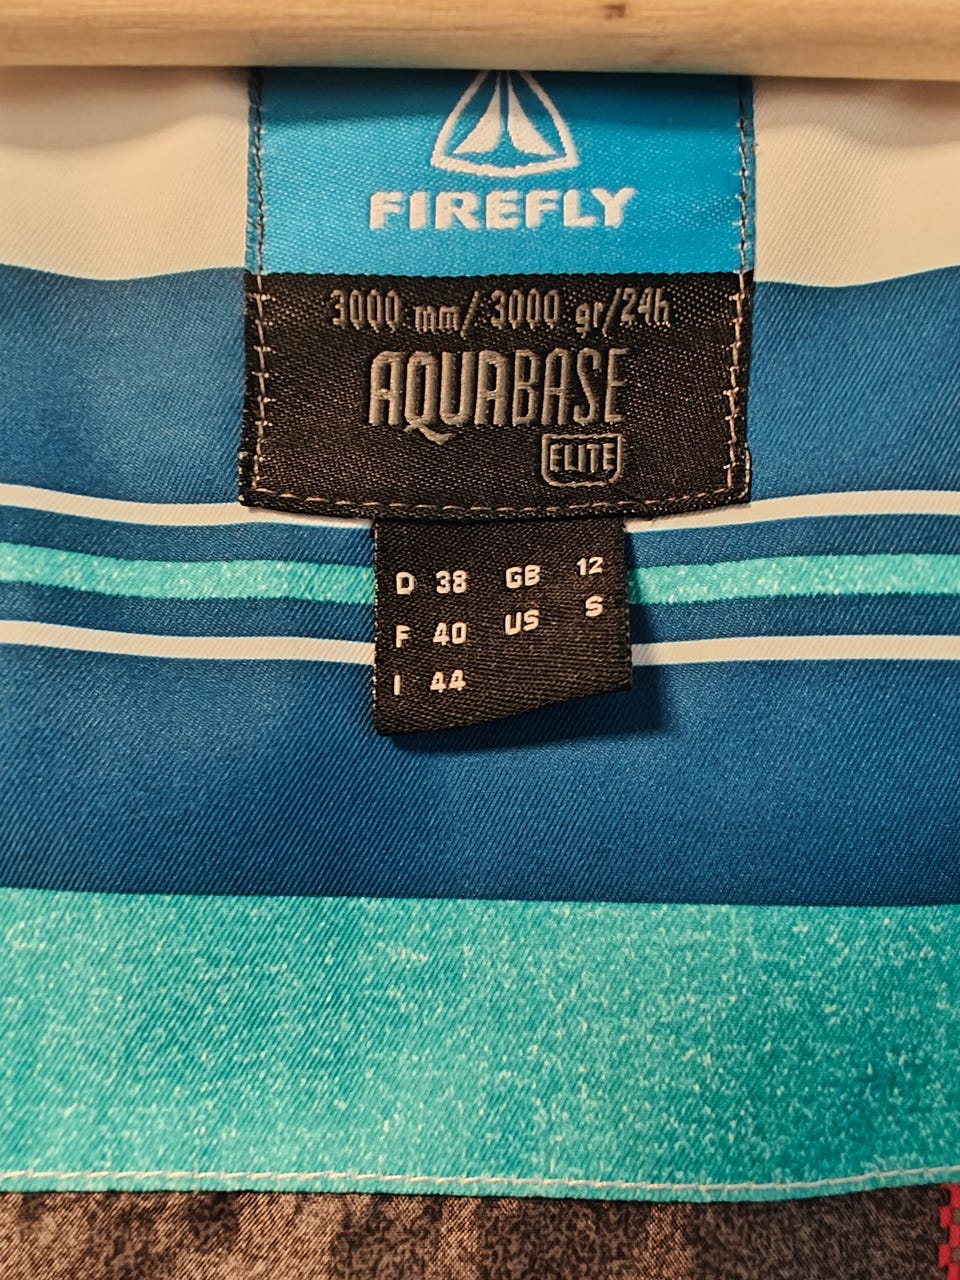 FIREFLY
3000 mm/3000 gr/24h
AQUABASE
ELITE
D 38 GB 12
F 40 US S
I 44